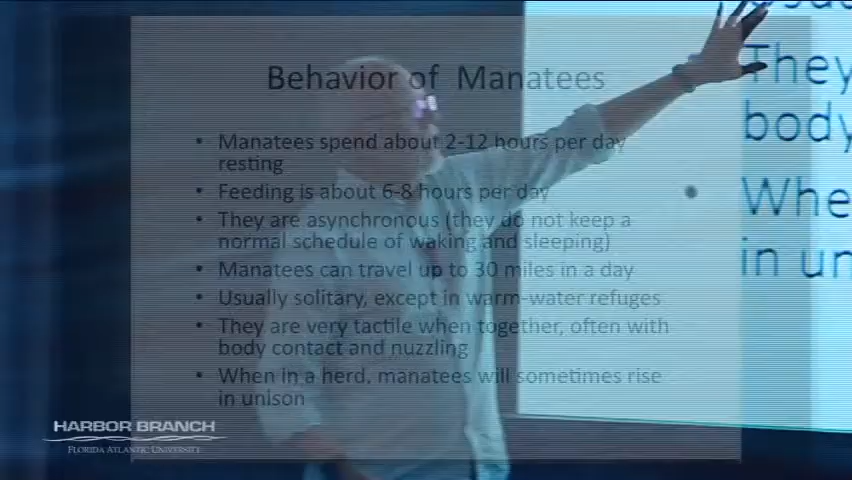 Behavior of Manatees
• Manatees spend about 2-12 hours per day
resting
• Feeding is about 6-8 hours per day
• They are asynchronous (they do not keep a
normal schedule of waking and sleeping)
• Manatees can travel up to 30 miles in a day
• Usually solitary, except in warm-water refuges
• They are very tactile when together, often with
body contact and nuzzling
• When in a herd, manatees will sometimes rise
in unison
They
body
• Whe
in un
HARBOR BRANCH
FLORIDA ATLANTIC UNIVERSITY